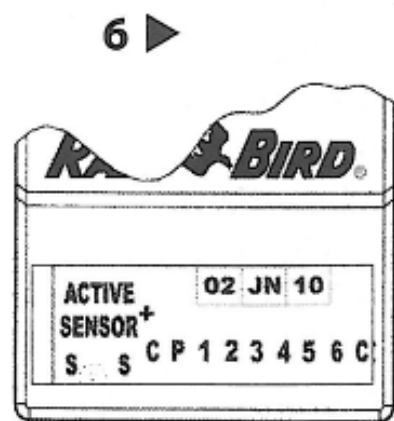 6 ▶
BIRD®
ACTIVE 02 JN 10
SENSOR+
S S C P 1 2 3 4 5 6 C